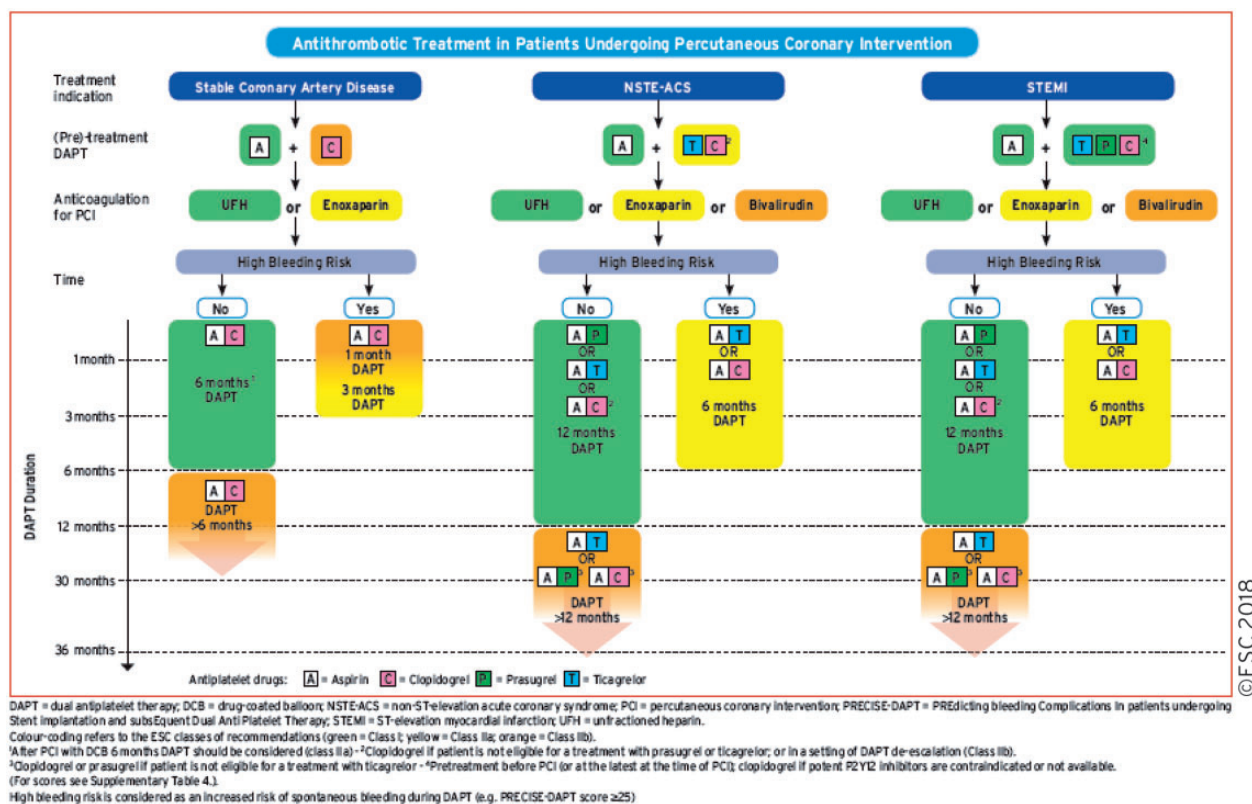 Antithrombotic Treatment in Patients Undergoing Percutaneous Coronary Intervention
Treatment indication
Stable Coronary Artery Disease
NSTE-ACS
STEMI
(Pre)-treatment DAPT
A + C
A + T C 2
A + T P C 4
Anticoagulation for PCI
UFH or Enoxaparin
UFH or Enoxaparin or Bivalirudin
UFH or Enoxaparin or Bivalirudin
High Bleeding Risk
High Bleeding Risk
High Bleeding Risk
Time
No
Yes
No
Yes
No
Yes
DAPT Duration
1 month
3 months
6 months
12 months
30 months
36 months
A C
6 months1
DAPT
A C
DAPT
>6 months
A C
1 month
DAPT
3 months
DAPT
A P
OR
A T
OR
A C 2
12 months
DAPT
A T
OR
A P 3 A C 3
DAPT
>12 months
A T
OR
A C
6 months
DAPT
A P
OR
A T
OR
A C 2
12 months
DAPT
A T
OR
A P 3 A C 3
DAPT
>12 months
A T
OR
A C
6 months
DAPT
Antiplatelet drugs: A = Aspirin C = Clopidogrel P = Prasugrel T = Ticagrelor
©ESC 2018
DAPT = dual antiplatelet therapy; DCB = drug-coated balloon; NSTE-ACS = non-ST-elevation acute coronary syndrome; PCI = percutaneous coronary intervention; PRECISE-DAPT = PREdicting bleeding Complications In patients undergoing
Stent implantation and subsEquent Dual Anti Platelet Therapy; STEMI = ST-elevation myocardial infarction; UFH = unfractioned heparin.
Colour-coding refers to the ESC classes of recommendations (green = Class I; yellow = Class IIa; orange = Class IIb).
1After PCI with DCB 6 months DAPT should be considered (class IIa) - 2Clopidogrel if patient is not eligible for a treatment with prasugrel or ticagrelor; or in a setting of DAPT de-escalation (Class IIb).
3Clopidogrel or prasugrel if patient is not eligible for a treatment with ticagrelor - 4Pretreatment before PCI (or at the latest at the time of PCI); clopidogrel if potent P2Y12 inhibitors are contraindicated or not available.
(For scores see Supplementary Table 4.).
High bleeding risk is considered as an increased risk of spontaneous bleeding during DAPT (e.g. PRECISE-DAPT score ≥25)